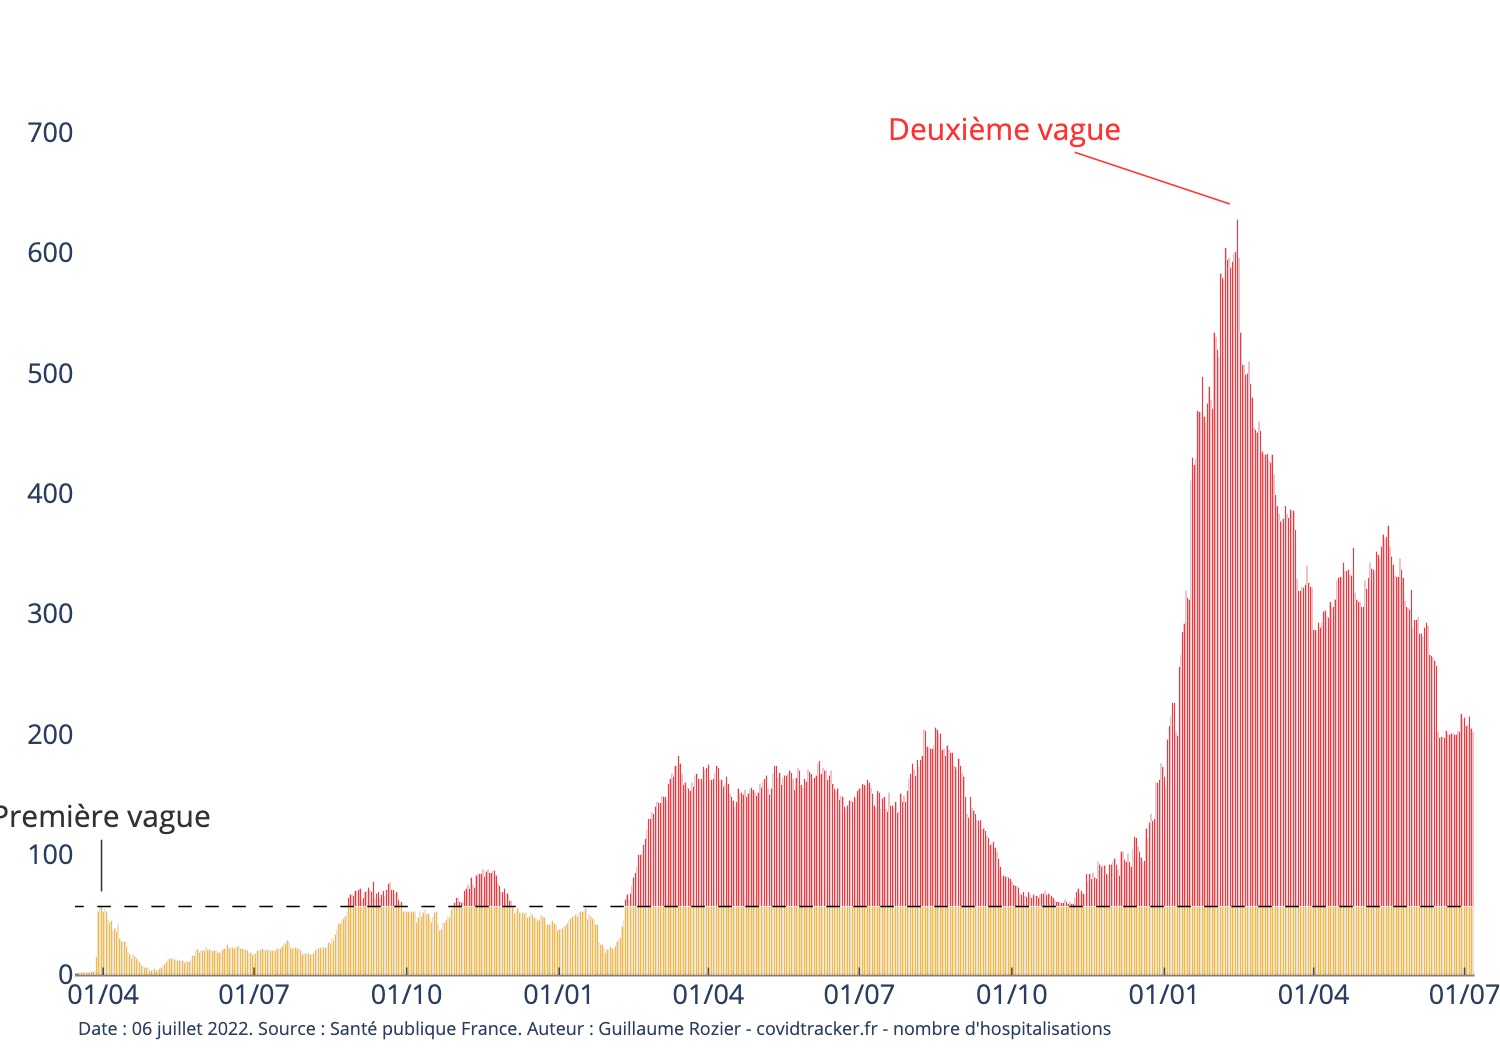 700
Deuxième vague
600
500
400
300
200
Première vague
100
0
01/04 01/07 01/10 01/01 01/04 01/07 01/10 01/01 01/04 01/07
Date : 06 juillet 2022. Source : Santé publique France. Auteur : Guillaume Rozier - covidtracker.fr - nombre d'hospitalisations